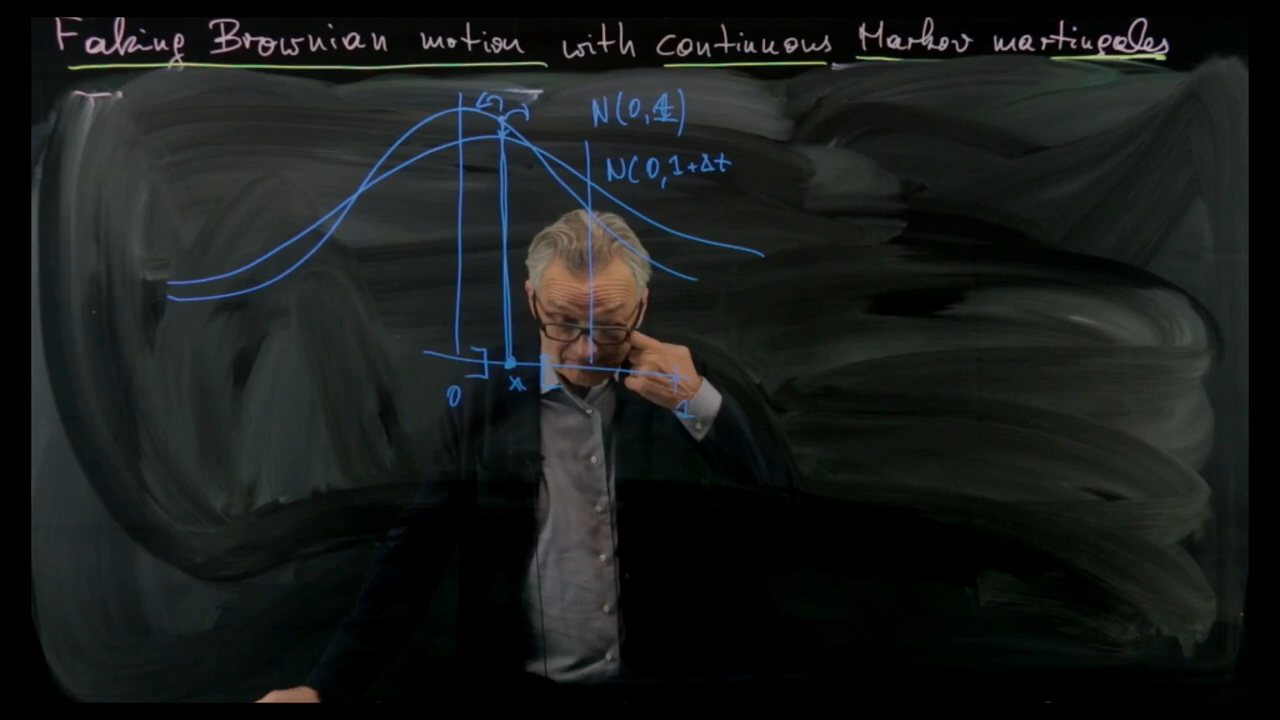 Faking Brownian motion with continuous Markov martingales
N(0,1)
N(0,1+Δt
0 x 1